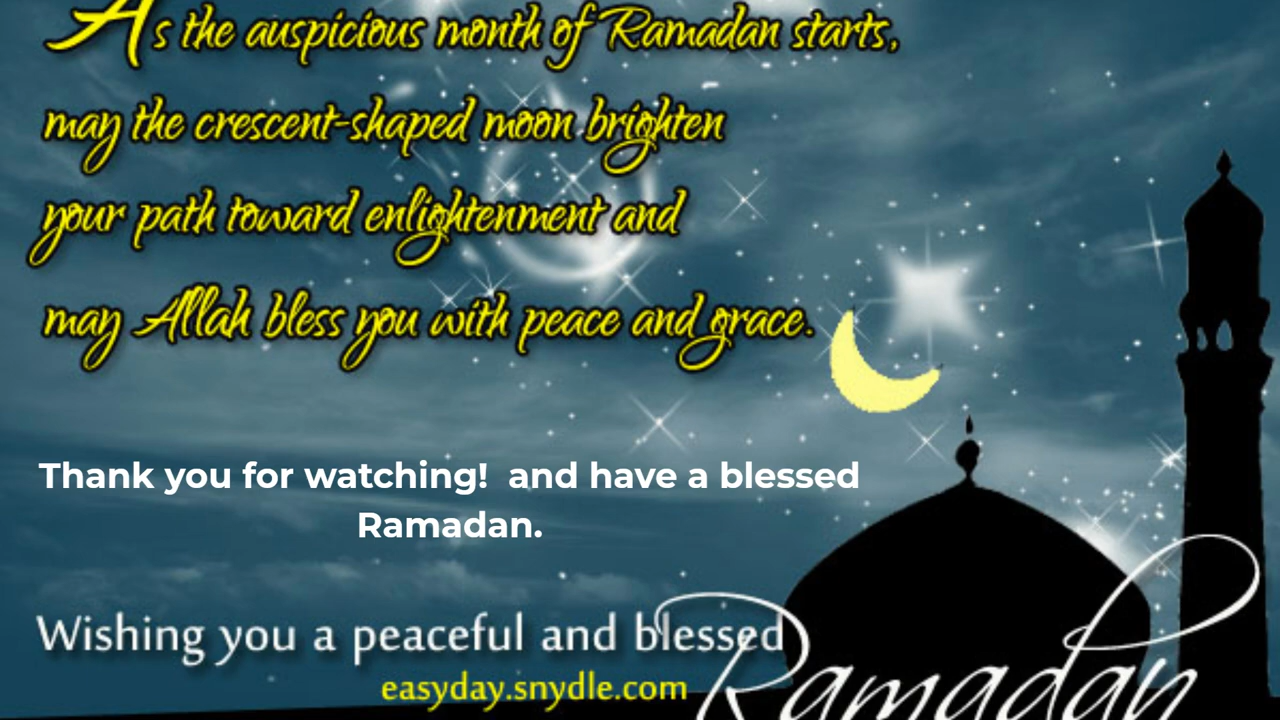 As the auspicious month of Ramadan starts,
may the crescent-shaped moon brighten
your path toward enlightenment and
may Allah bless you with peace and grace.
Thank you for watching!  and have a blessed
Ramadan.
Wishing you a peaceful and blessed
Ramadan
easyday.snydle.com